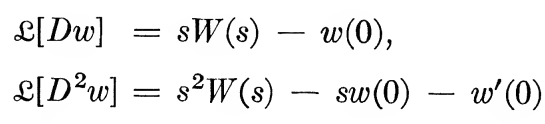 ℒ[Dw] = sW(s) − w(0),
ℒ[D²w] = s²W(s) − sw(0) − w′(0)